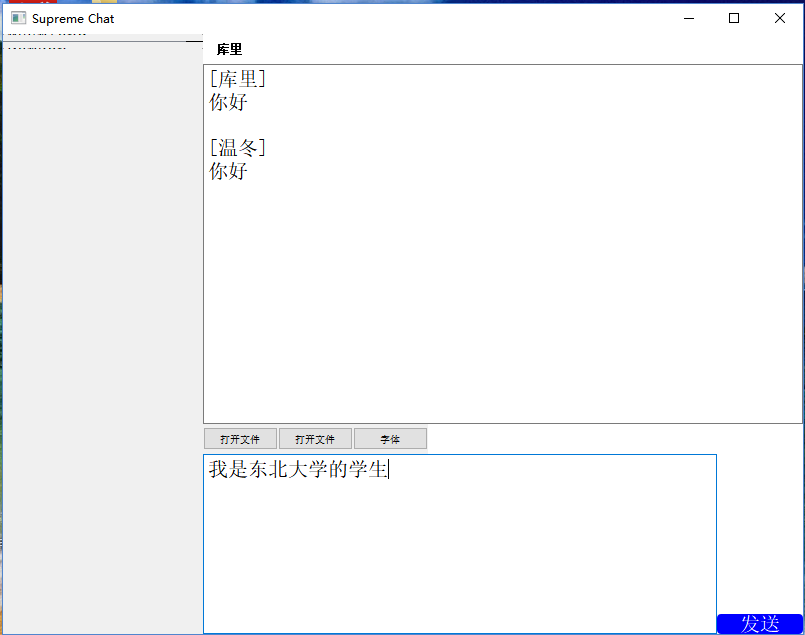 Supreme Chat
库里
[库里]
你好
[温冬]
你好
打开文件 打开文件 字体
我是东北大学的学生
发送